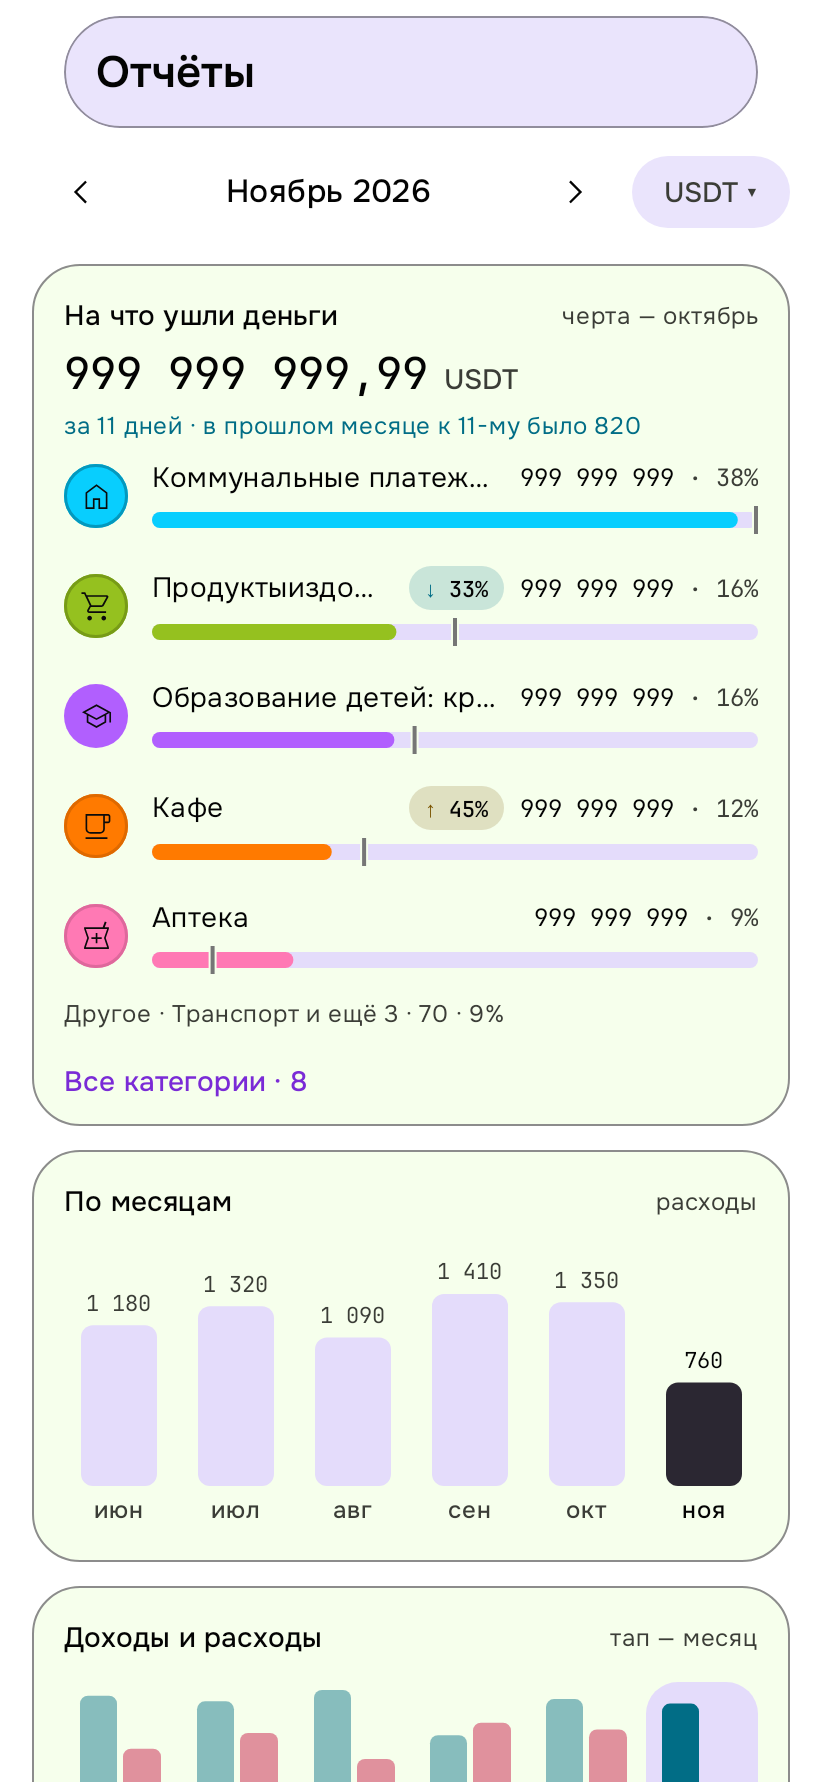 Отчёты
Ноябрь 2026 USDT ▾
На что ушли деньги черта — октябрь
999 999 999,99 USDT
за 11 дней · в прошлом месяце к 11-му было 820
Коммунальные платеж... 999 999 999 · 38%
Продуктыиздо... ↓ 33% 999 999 999 · 16%
Образование детей: кр... 999 999 999 · 16%
Кафе ↑ 45% 999 999 999 · 12%
Аптека 999 999 999 · 9%
Другое · Транспорт и ещё 3 · 70 · 9%
Все категории · 8
По месяцам расходы
1 180 1 320 1 090 1 410 1 350 760
июн июл авг сен окт ноя
Доходы и расходы тап — месяц